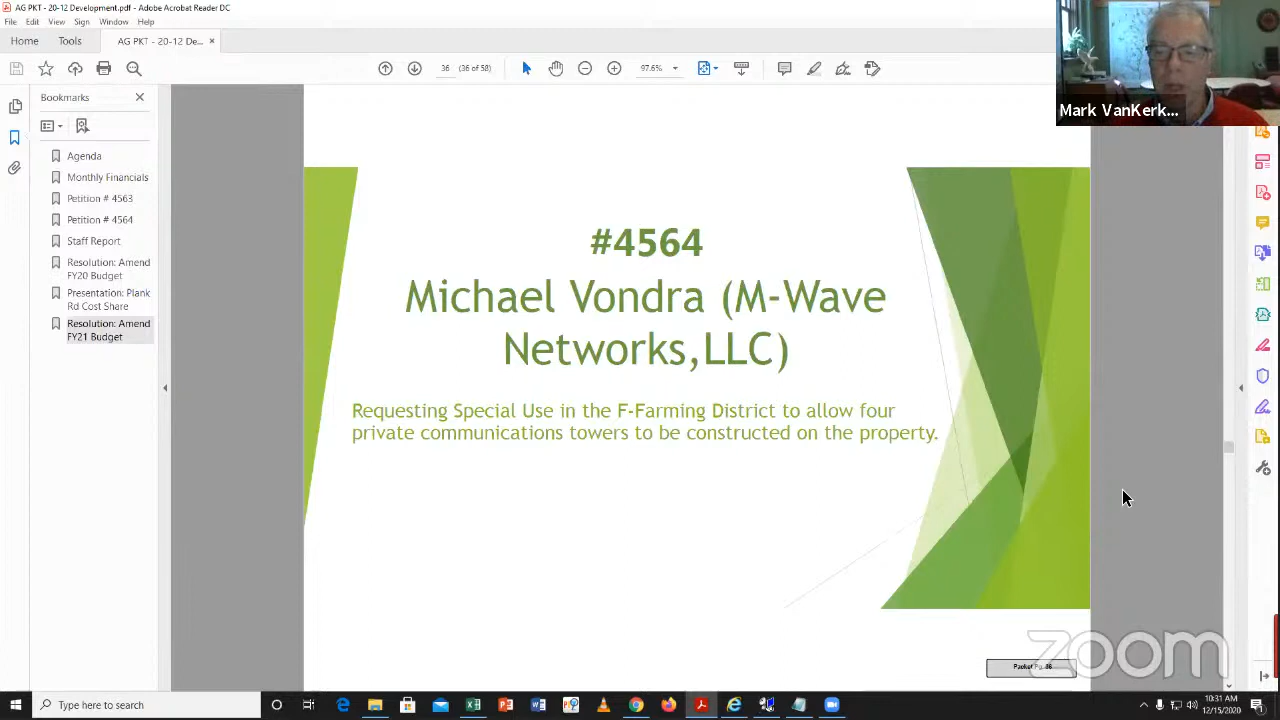 AG PKT - 20-12 Development.pdf - Adobe Acrobat Reader DC
File Edit View Sign Window Help
Home Tools AG PKT - 20-12 De... ×
36 (36 of 58) 97.6%
Mark VanKerk...
Bookmarks
Agenda
Monthly Financials
Petition # 4563
Petition # 4564
Staff Report
Resolution: Amend
FY20 Budget
Presentation: Plank
Rd Cost Share
Resolution: Amend
FY21 Budget
#4564
Michael Vondra (M-Wave
Networks,LLC)
Requesting Special Use in the F-Farming District to allow four
private communications towers to be constructed on the property.
zoom
Packet Pg. 36
Type here to search
10:31 AM
12/15/2020